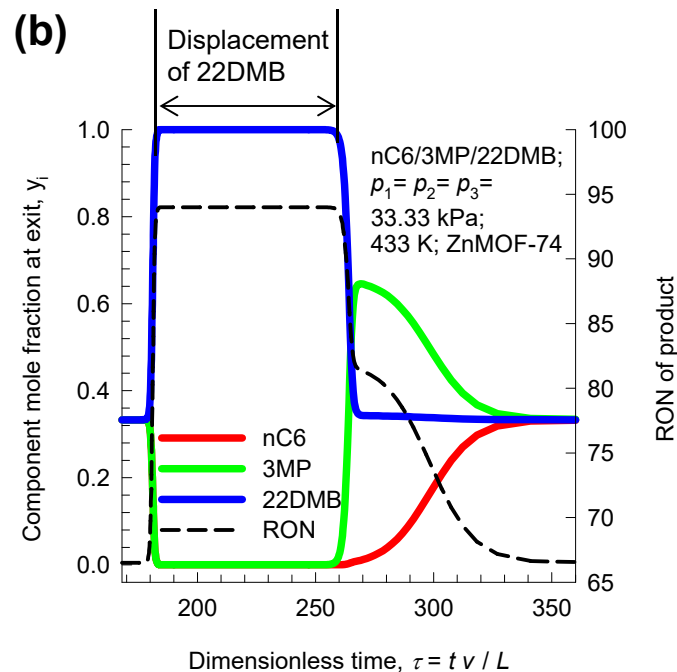 (b)
Displacement
of 22DMB
1.0
0.8
0.6
0.4
0.2
0.0
Component mole fraction at exit, yᵢ
nC6/3MP/22DMB;
p₁= p₂= p₃=
33.33 kPa;
433 K; ZnMOF-74
nC6
3MP
22DMB
RON
100
95
90
85
80
75
70
65
RON of product
200
250
300
350
Dimensionless time, τ = t v / L